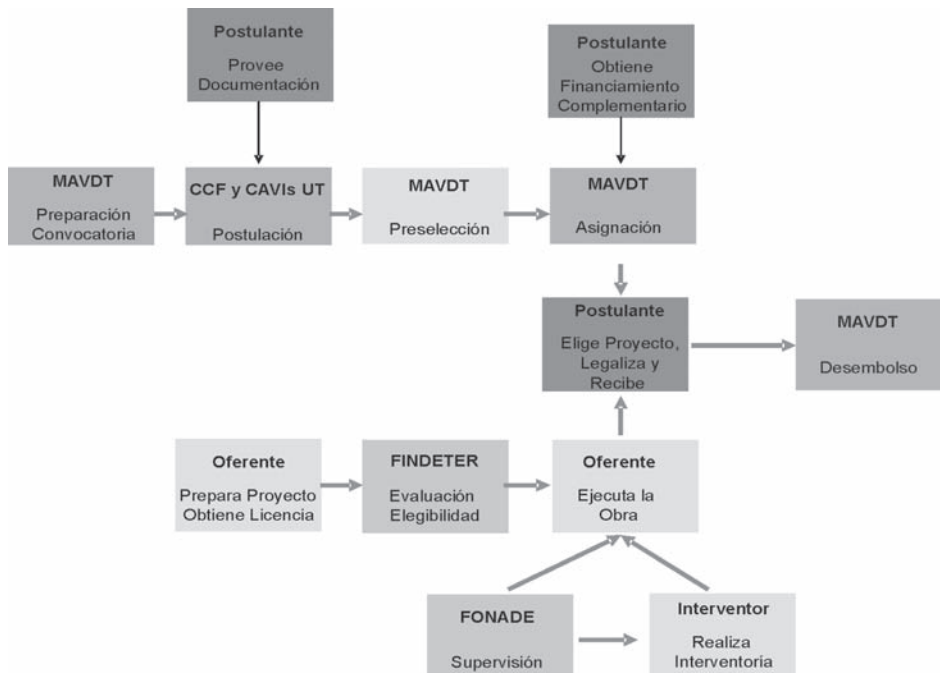 Postulante
Provee
Documentación
Postulante
Obtiene
Financiamiento
Complementario
MAVDT
Preparación
Convocatoria
CCF y CAVIs UT
Postulación
MAVDT
Preselección
MAVDT
Asignación
Postulante
Elige Proyecto,
Legaliza y
Recibe
MAVDT
Desembolso
Oferente
Prepara Proyecto
Obtiene Licencia
FINDETER
Evaluación
Elegibilidad
Oferente
Ejecuta la
Obra
FONADE
Supervisión
Interventor
Realiza
Interventoría